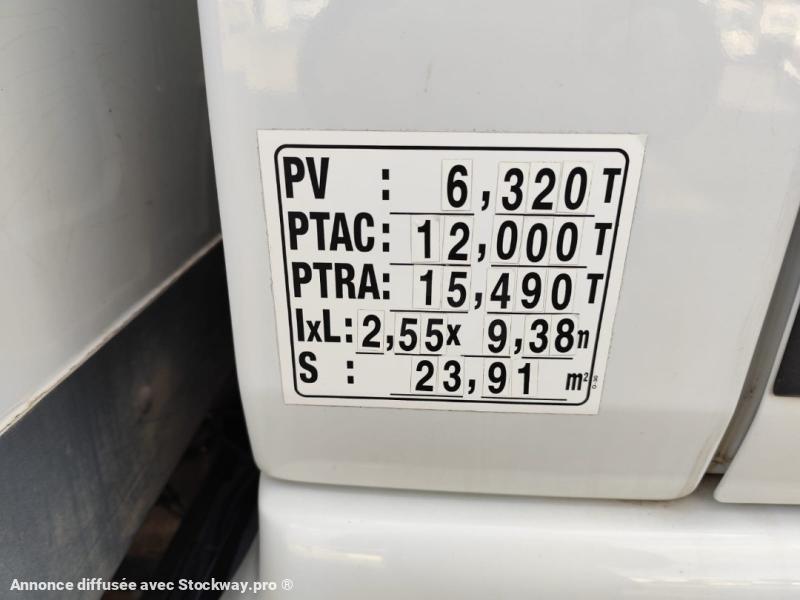 PV : 6,320 T
PTAC: 12,000 T
PTRA: 15,490 T
lxL: 2,55x 9,38m
S : 23,91 m²
Annonce diffusée avec Stockway.pro ®